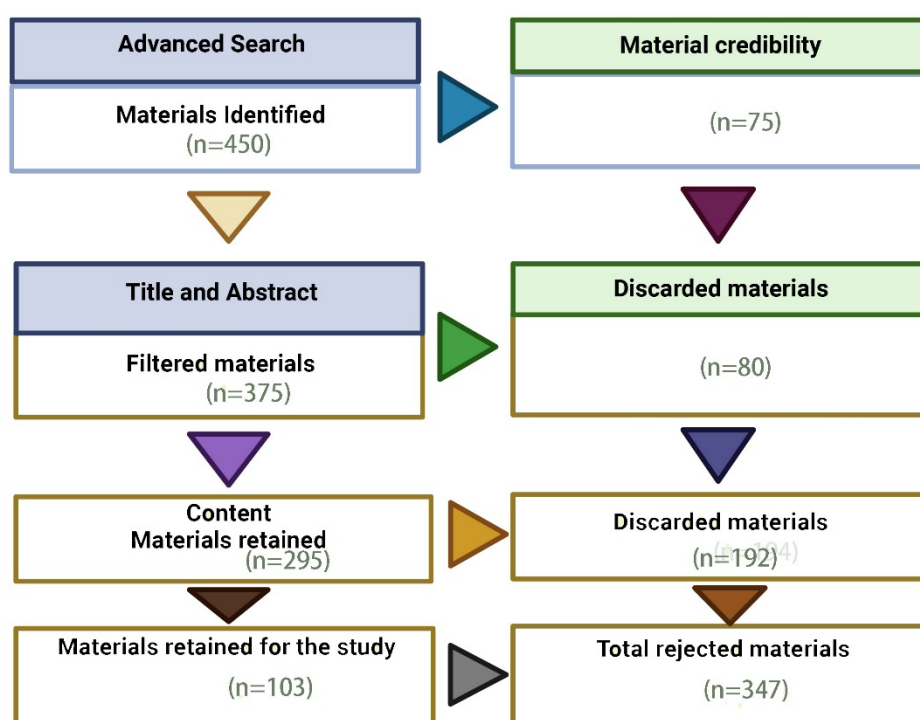 Advanced Search
Materials Identified
(n=450)
Material credibility
(n=75)
Title and Abstract
Filtered materials
(n=375)
Discarded materials
(n=80)
Content
Materials retained
(n=295)
Discarded materials
(n=192)
Materials retained for the study
(n=103)
Total rejected materials
(n=347)